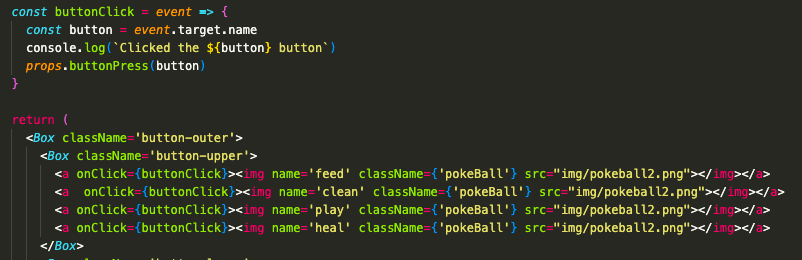 const buttonClick = event => {
const button = event.target.name
console.log(`Clicked the ${button} button`)
props.buttonPress(button)
}
return (
<Box className='button-outer'>
<Box className='button-upper'>
<a onClick={buttonClick}><img name='feed' className={'pokeBall'} src="img/pokeball2.png"></img></a>
<a  onClick={buttonClick}><img name='clean' className={'pokeBall'} src="img/pokeball2.png"></img></a>
<a onClick={buttonClick}><img name='play' className={'pokeBall'} src="img/pokeball2.png"></img></a>
<a onClick={buttonClick}><img name='heal' className={'pokeBall'} src="img/pokeball2.png"></img></a>
</Box>